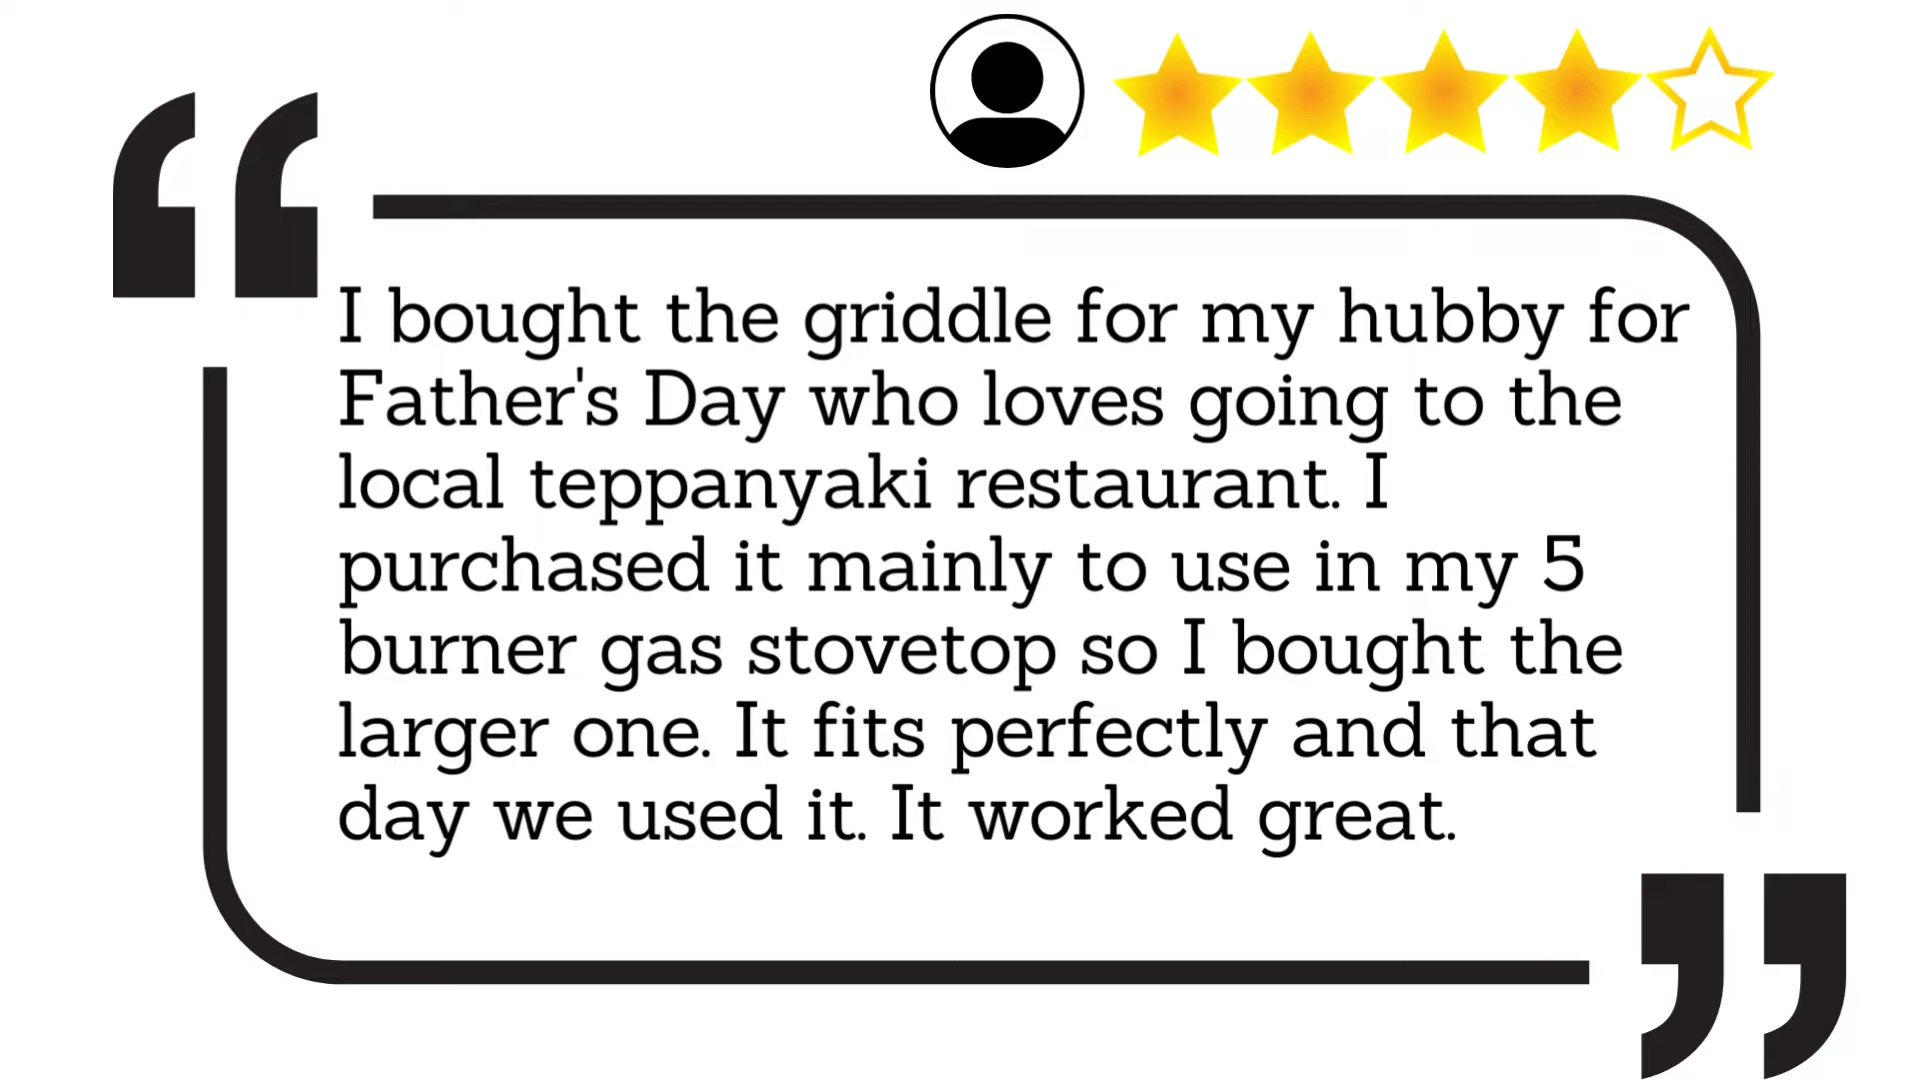 I bought the griddle for my hubby for
Father's Day who loves going to the
local teppanyaki restaurant. I
purchased it mainly to use in my 5
burner gas stovetop so I bought the
larger one. It fits perfectly and that
day we used it. It worked great.